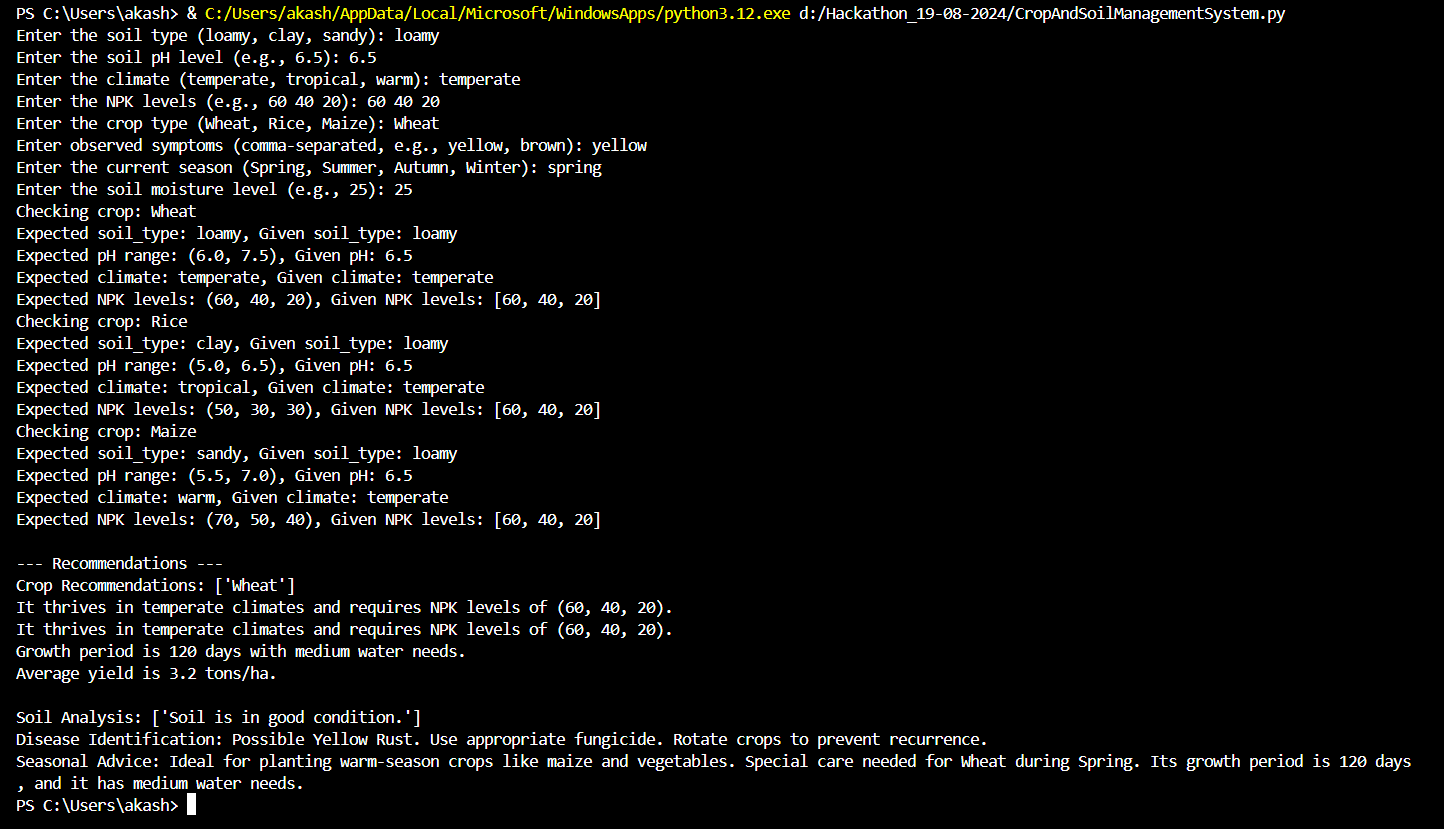 PS C:\Users\akash> & C:/Users/akash/AppData/Local/Microsoft/WindowsApps/python3.12.exe d:/Hackathon_19-08-2024/CropAndSoilManagementSystem.py
Enter the soil type (loamy, clay, sandy): loamy
Enter the soil pH level (e.g., 6.5): 6.5
Enter the climate (temperate, tropical, warm): temperate
Enter the NPK levels (e.g., 60 40 20): 60 40 20
Enter the crop type (Wheat, Rice, Maize): Wheat
Enter observed symptoms (comma-separated, e.g., yellow, brown): yellow
Enter the current season (Spring, Summer, Autumn, Winter): spring
Enter the soil moisture level (e.g., 25): 25
Checking crop: Wheat
Expected soil_type: loamy, Given soil_type: loamy
Expected pH range: (6.0, 7.5), Given pH: 6.5
Expected climate: temperate, Given climate: temperate
Expected NPK levels: (60, 40, 20), Given NPK levels: [60, 40, 20]
Checking crop: Rice
Expected soil_type: clay, Given soil_type: loamy
Expected pH range: (5.0, 6.5), Given pH: 6.5
Expected climate: tropical, Given climate: temperate
Expected NPK levels: (50, 30, 30), Given NPK levels: [60, 40, 20]
Checking crop: Maize
Expected soil_type: sandy, Given soil_type: loamy
Expected pH range: (5.5, 7.0), Given pH: 6.5
Expected climate: warm, Given climate: temperate
Expected NPK levels: (70, 50, 40), Given NPK levels: [60, 40, 20]
--- Recommendations ---
Crop Recommendations: ['Wheat']
It thrives in temperate climates and requires NPK levels of (60, 40, 20).
It thrives in temperate climates and requires NPK levels of (60, 40, 20).
Growth period is 120 days with medium water needs.
Average yield is 3.2 tons/ha.
Soil Analysis: ['Soil is in good condition.']
Disease Identification: Possible Yellow Rust. Use appropriate fungicide. Rotate crops to prevent recurrence.
Seasonal Advice: Ideal for planting warm-season crops like maize and vegetables. Special care needed for Wheat during Spring. Its growth period is 120 days
, and it has medium water needs.
PS C:\Users\akash>